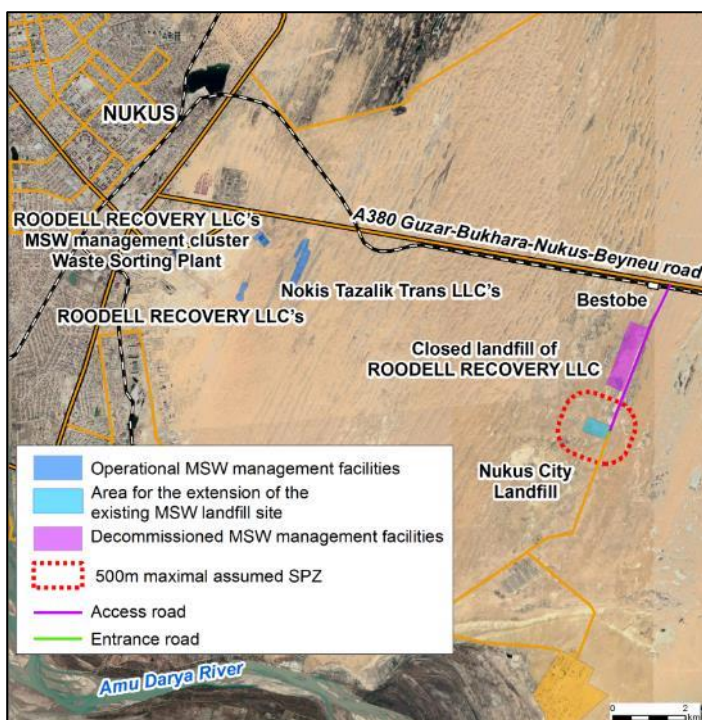 NUKUS
A380 Guzar-Bukhara-Nukus-Beyneu road
ROODELL RECOVERY LLC's
MSW management cluster
Waste Sorting Plant
Nokis Tazalik Trans LLC's
Bestobe
ROODELL RECOVERY LLC's
Closed landfill of
ROODELL RECOVERY LLC
Nukus City
Landfill
Operational MSW management facilities
Area for the extension of the
existing MSW landfill site
Decommissioned MSW management facilities
500m maximal assumed SPZ
Access road
Entrance road
Amu Darya River
0 2
km